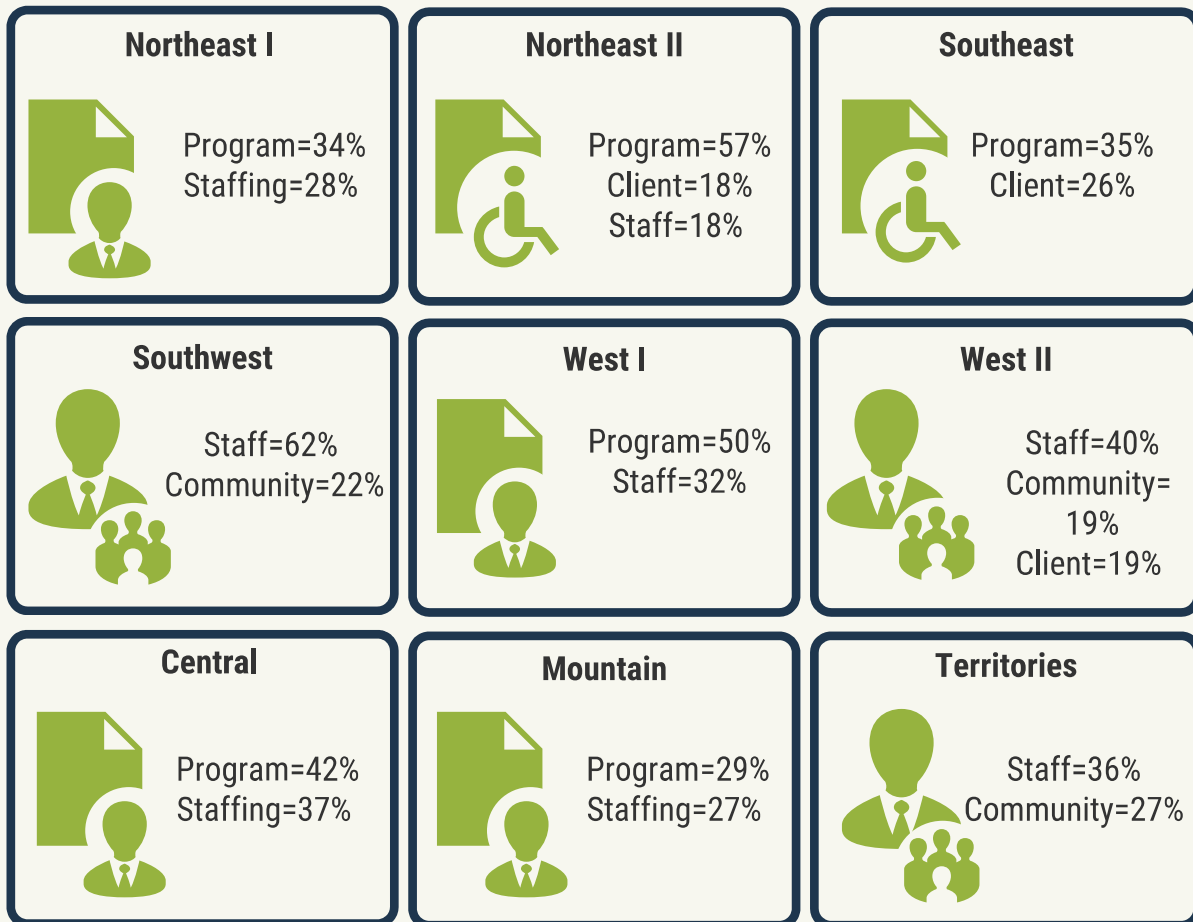 Northeast I
Program=34%
Staffing=28%
Northeast II
Program=57%
Client=18%
Staff=18%
Southeast
Program=35%
Client=26%
Southwest
Staff=62%
Community=22%
West I
Program=50%
Staff=32%
West II
Staff=40%
Community=
19%
Client=19%
Central
Program=42%
Staffing=37%
Mountain
Program=29%
Staffing=27%
Territories
Staff=36%
Community=27%